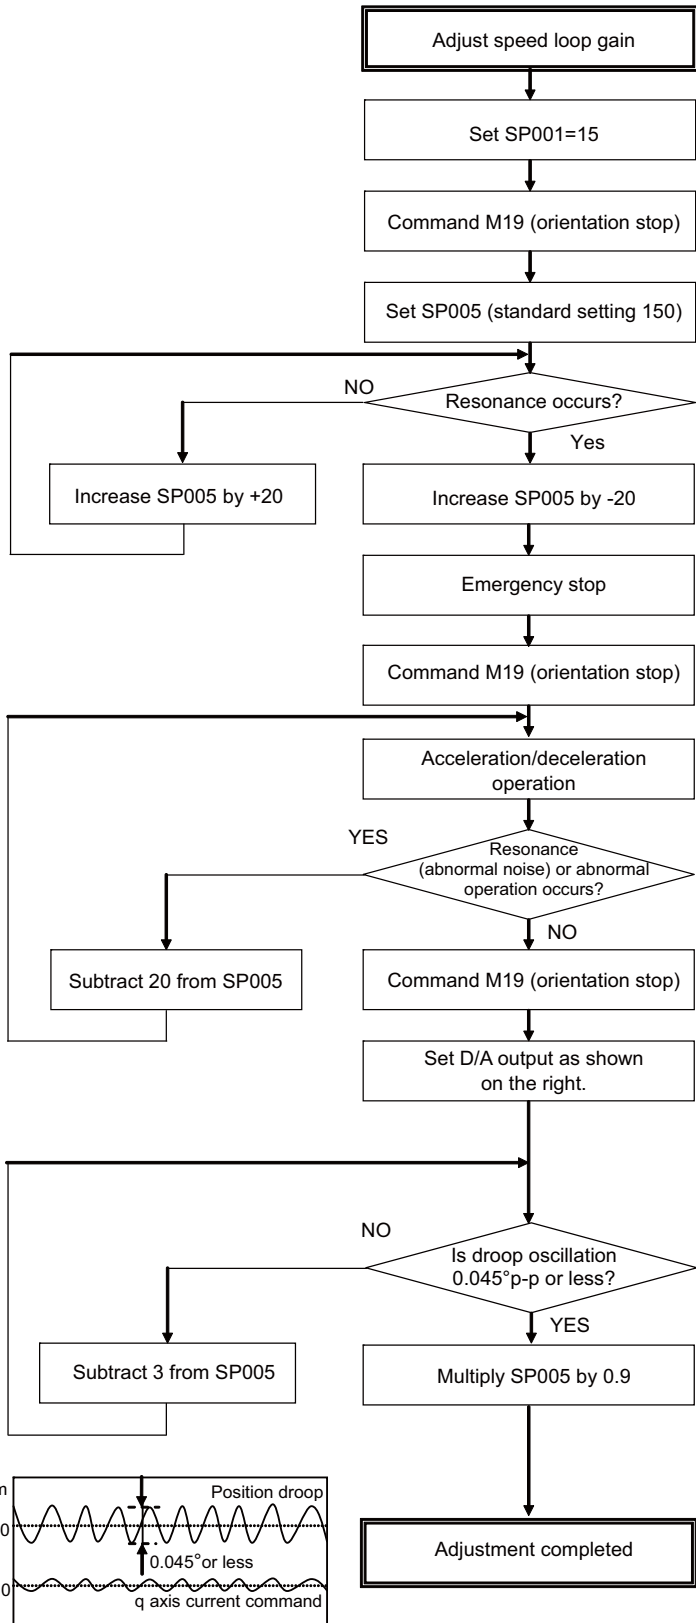 Adjust speed loop gain
Set SP001=15
Command M19 (orientation stop)
Set SP005 (standard setting 150)
NO
Resonance occurs?
Yes
Increase SP005 by +20
Increase SP005 by -20
Emergency stop
Command M19 (orientation stop)
Acceleration/deceleration
operation
YES
Resonance
(abnormal noise) or abnormal
operation occurs?
NO
Subtract 20 from SP005
Command M19 (orientation stop)
Set D/A output as shown
on the right.
NO
Is droop oscillation
0.045°p-p or less?
YES
Subtract 3 from SP005
Multiply SP005 by 0.9
Position droop
0
0.045°or less
0
q axis current command
Adjustment completed